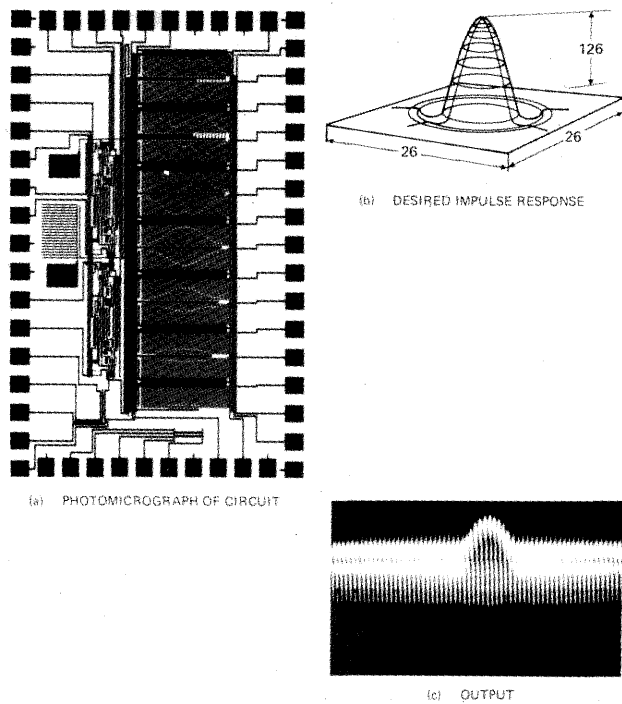 126
26
26
(b) DESIRED IMPULSE RESPONSE
(a) PHOTOMICROGRAPH OF CIRCUIT
(c) OUTPUT